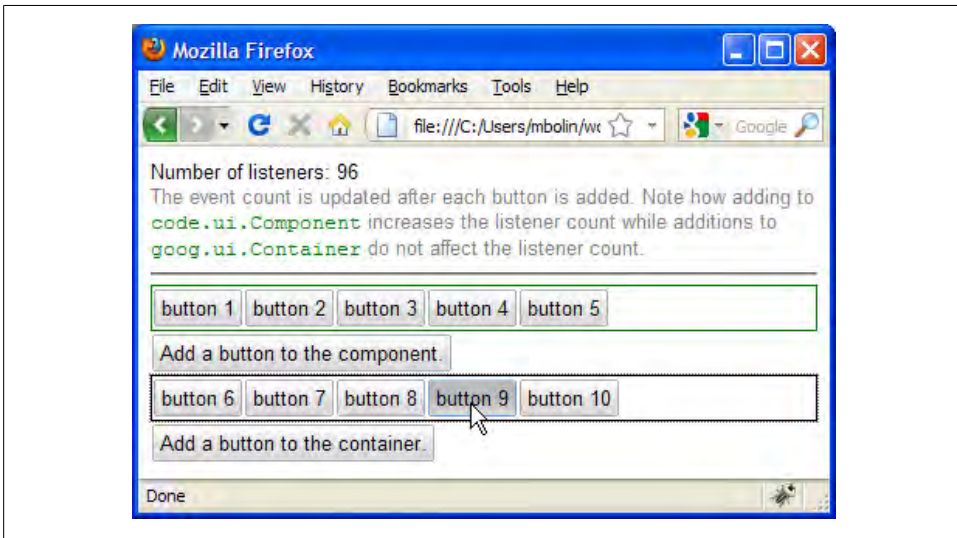 Mozilla Firefox
File Edit View History Bookmarks Tools Help
file:///C:/Users/mbolin/wo Google
Number of listeners: 96
The event count is updated after each button is added. Note how adding to
code.ui.Component increases the listener count while additions to
goog.ui.Container do not affect the listener count.
button 1 button 2 button 3 button 4 button 5
Add a button to the component.
button 6 button 7 button 8 button 9 button 10
Add a button to the container.
Done